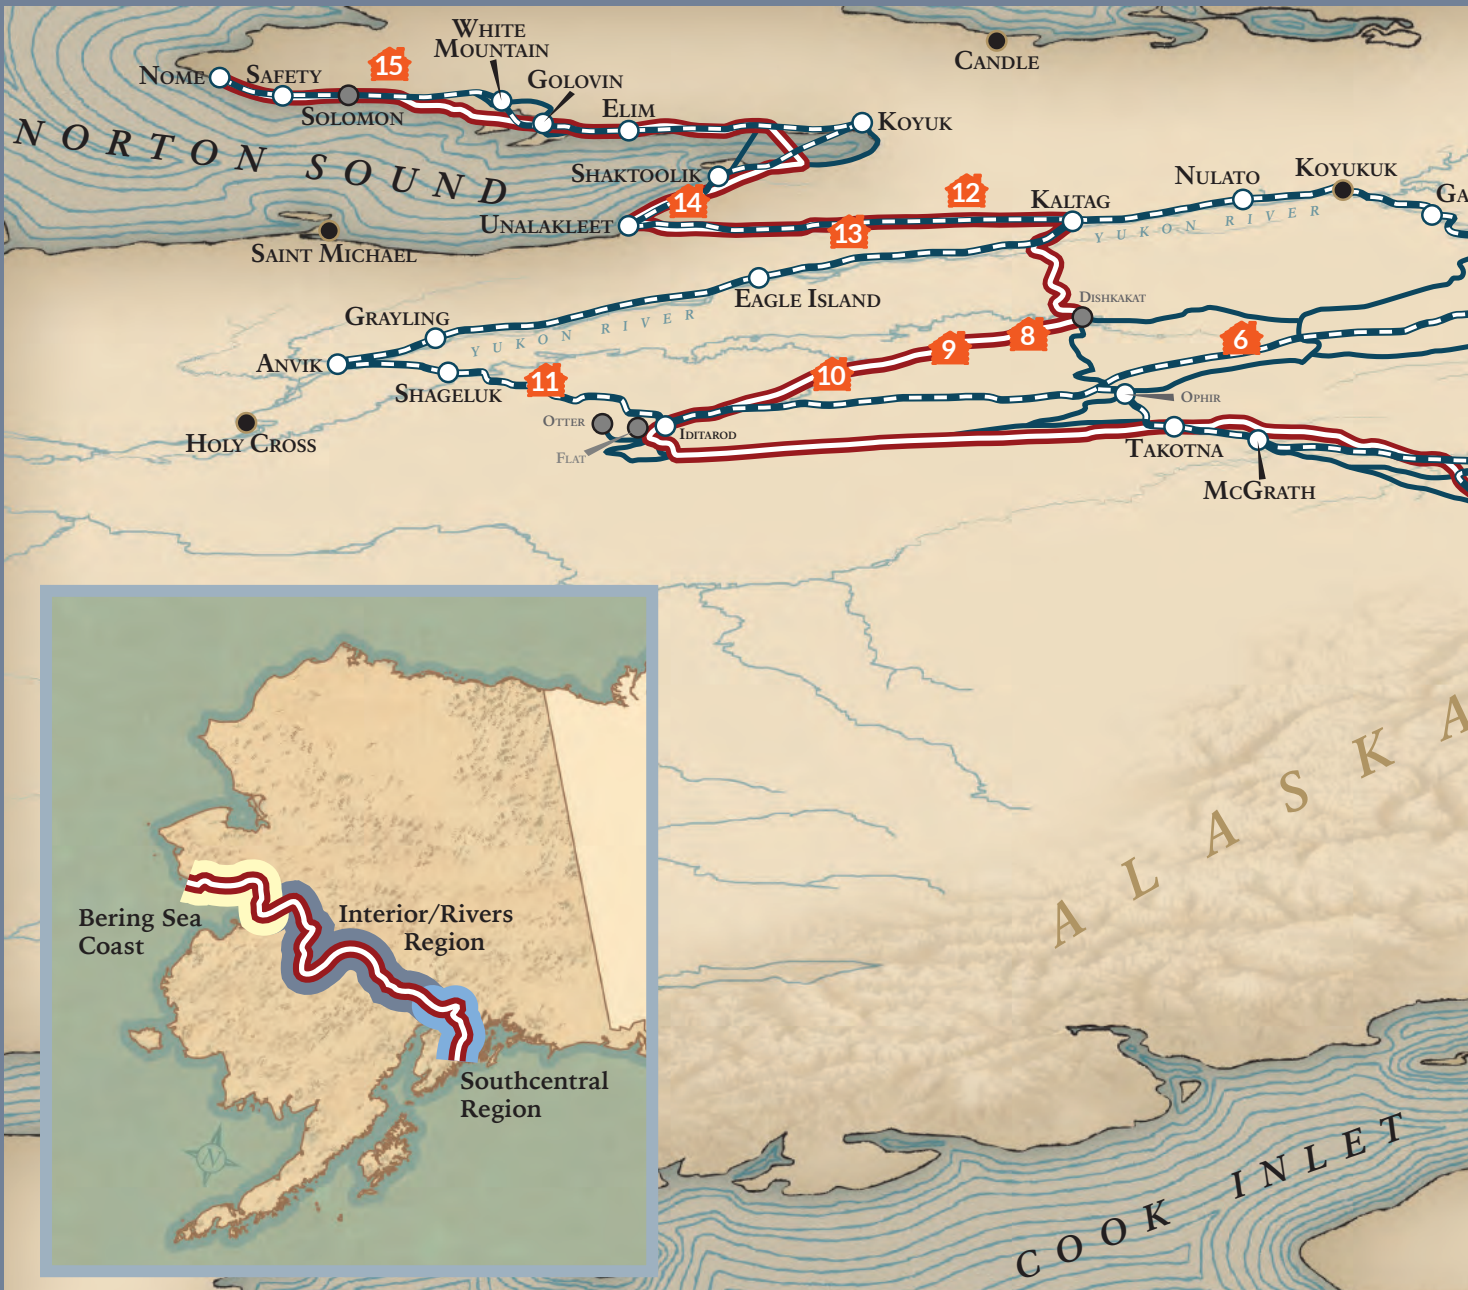 WHITE
MOUNTAIN
CANDLE
15
NOME
SAFETY
GOLOVIN
SOLOMON
ELIM
KOYUK
NORTON SOUND
SHAKTOOLIK
14
12
KALTAG
NULATO
KOYUKUK
GA
UNALAKLEET
13
YUKON RIVER
SAINT MICHAEL
EAGLE ISLAND
DISHKAKAT
GRAYLING
YUKON RIVER
8
6
9
ANVIK
10
SHAGELUK
11
OPHIR
OTTER
IDITAROD
HOLY CROSS
FLAT
TAKOTNA
MCGRATH
ALASKA
Bering Sea
Coast
Interior/Rivers
Region
Southcentral
Region
N
COOK INLET